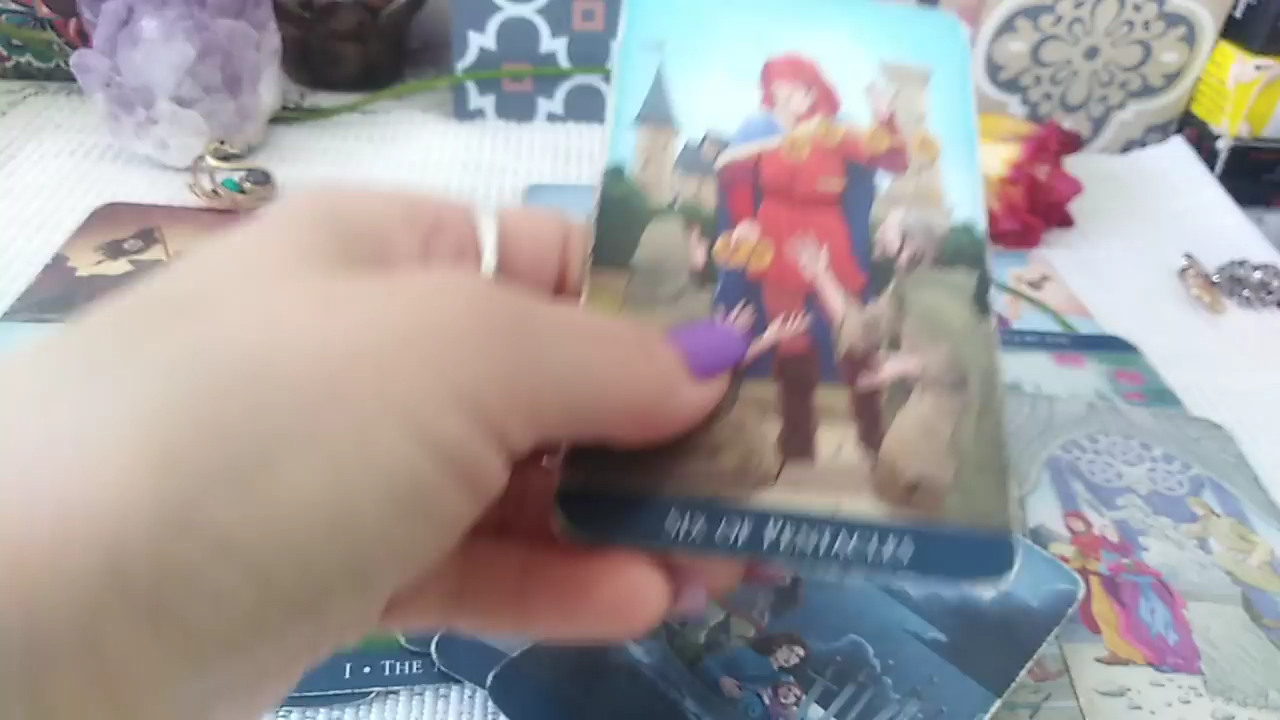 SIX OF PENTACLES
I • THE